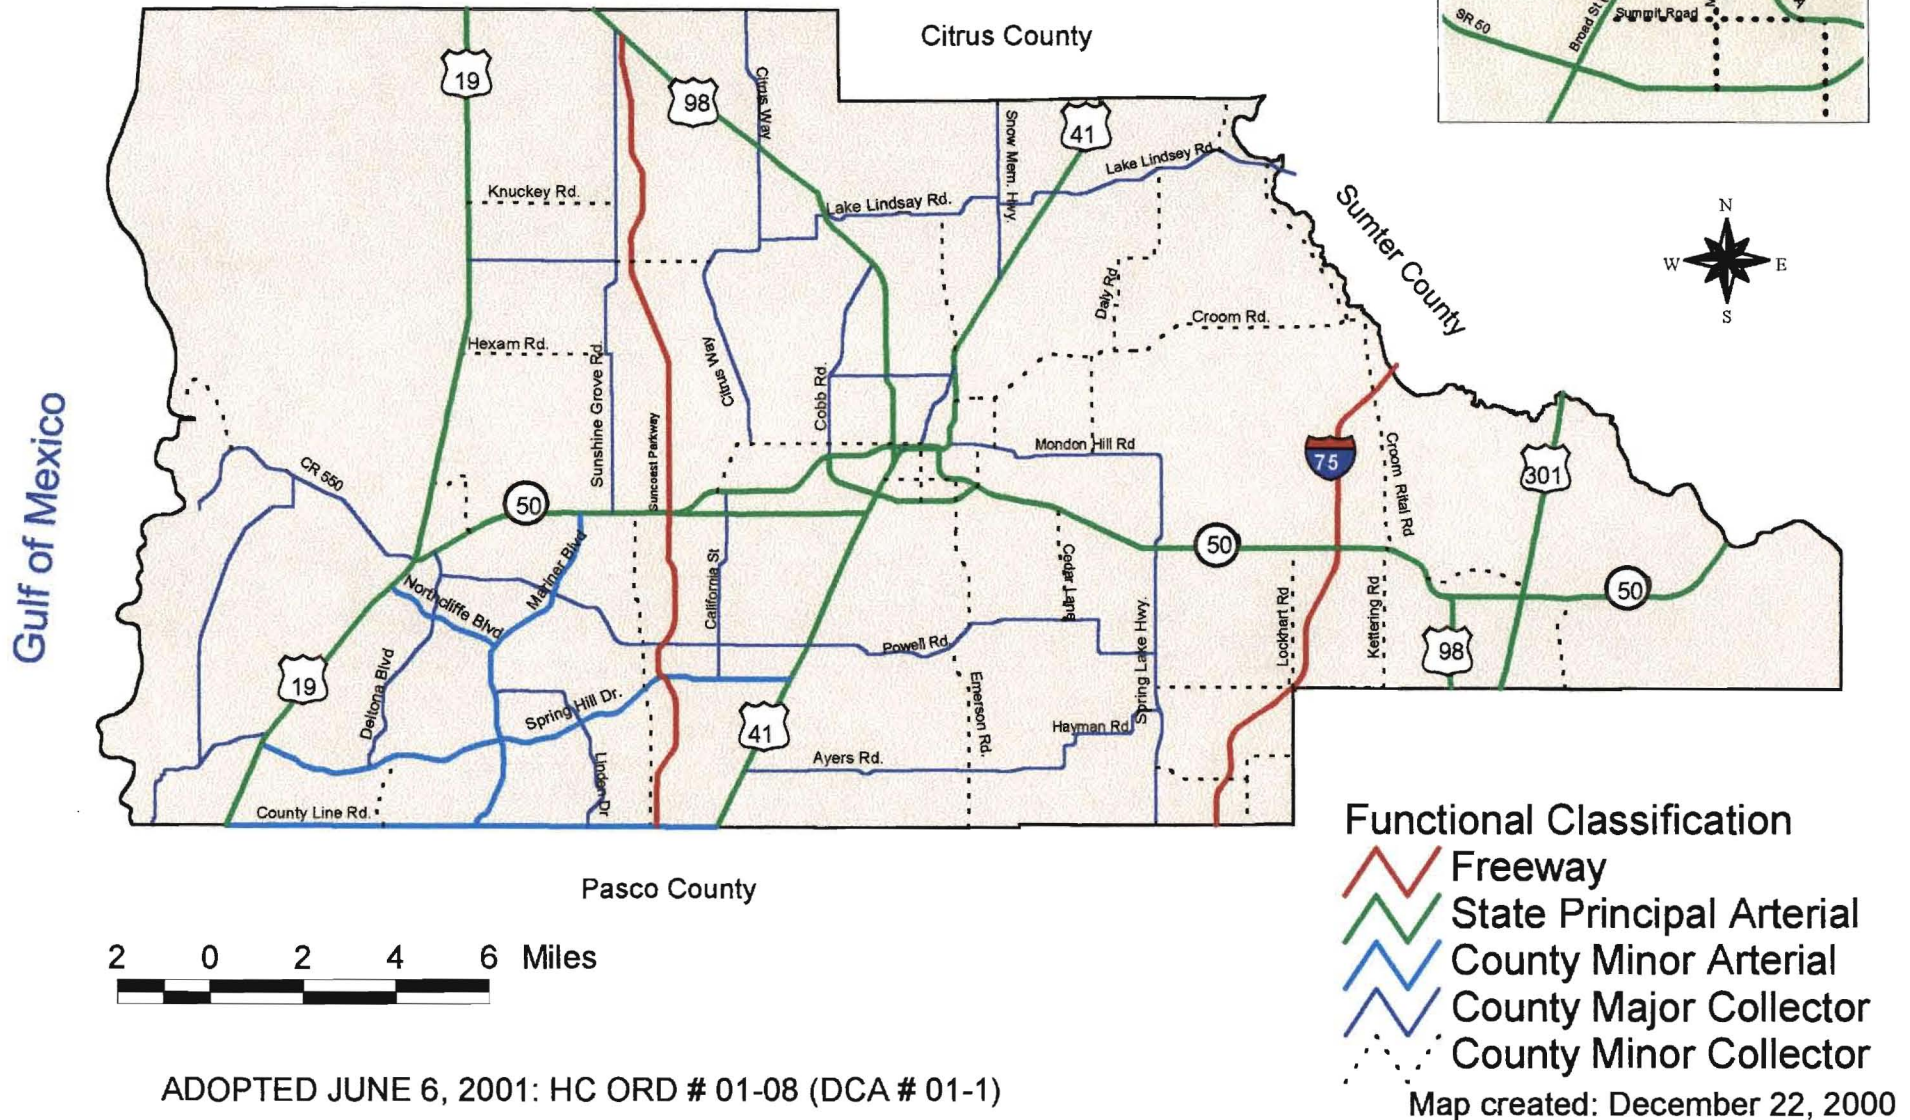 Citrus County
SR 50
Broad St
Summit Road
19
98
Citrus Way
Snow Mem. Hwy.
41
Lake Lindsey Rd.
Knuckey Rd.
Lake Lindsay Rd.
Sumter County
N
W
E
S
Daly Rd
Croom Rd.
Hexam Rd.
Sunshine Grove Rd.
Citrus Way
Cobb Rd.
Suncoast Parkway
Mondon Hill Rd
75
Croom Rital Rd
301
Gulf of Mexico
CR 550
50
50
50
Mariner Blvd
Northcliffe Blvd
California St
Cedar Lane
Powell Rd.
Spring Lake Hwy.
Lockhart Rd
Kettering Rd
98
19
Deltona Blvd
Spring Hill Dr.
41
Emerson Rd.
Hayman Rd.
Ayers Rd.
Linden Dr
County Line Rd.
Pasco County
Functional Classification
Freeway
State Principal Arterial
County Minor Arterial
County Major Collector
County Minor Collector
2 0 2 4 6 Miles
ADOPTED JUNE 6, 2001: HC ORD # 01-08 (DCA # 01-1)
Map created: December 22, 2000